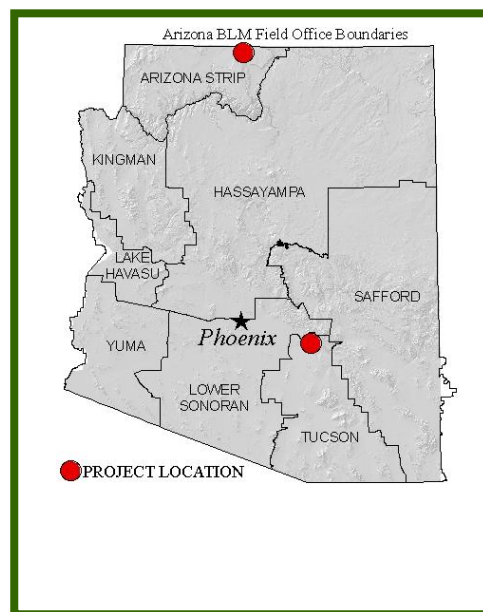 Arizona BLM Field Office Boundaries
ARIZONA STRIP
KINGMAN
HASSAYAMPA
LAKE
HAVASU
SAFFORD
Phoenix
YUMA
LOWER
SONORAN
TUCSON
PROJECT LOCATION